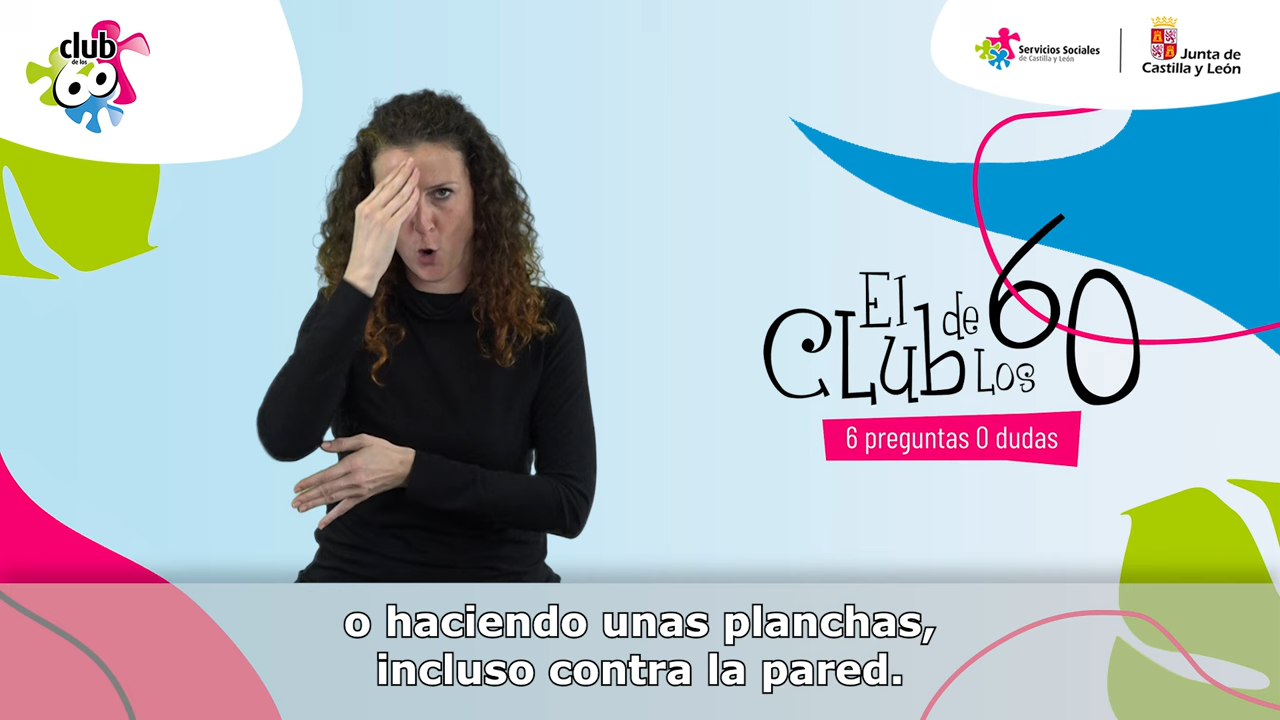 club
de los
60
Servicios Sociales
de Castilla y León
Junta de
Castilla y León
El
CLub de
Los 60
6 preguntas 0 dudas
o haciendo unas planchas,
incluso contra la pared.